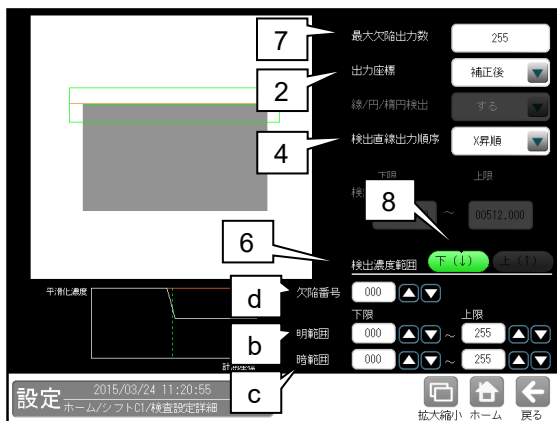 7
最大欠陥出力数 255
2
出力座標 補正後
線/円/楕円検出 する
4
検出直線出力順序 X昇順
下限 上限
8
検
～ 00512.000
6
検出濃度範囲 下(↓) 上(↑)
平滑化濃度
d
欠陥番号 000
下限 上限
b
明範囲 000 ～ 255
c
暗範囲 000 ～ 255
設定
2015/03/24 11:20:55
ホーム/シフトC1/検査設定詳細
拡大縮小 ホーム 戻る